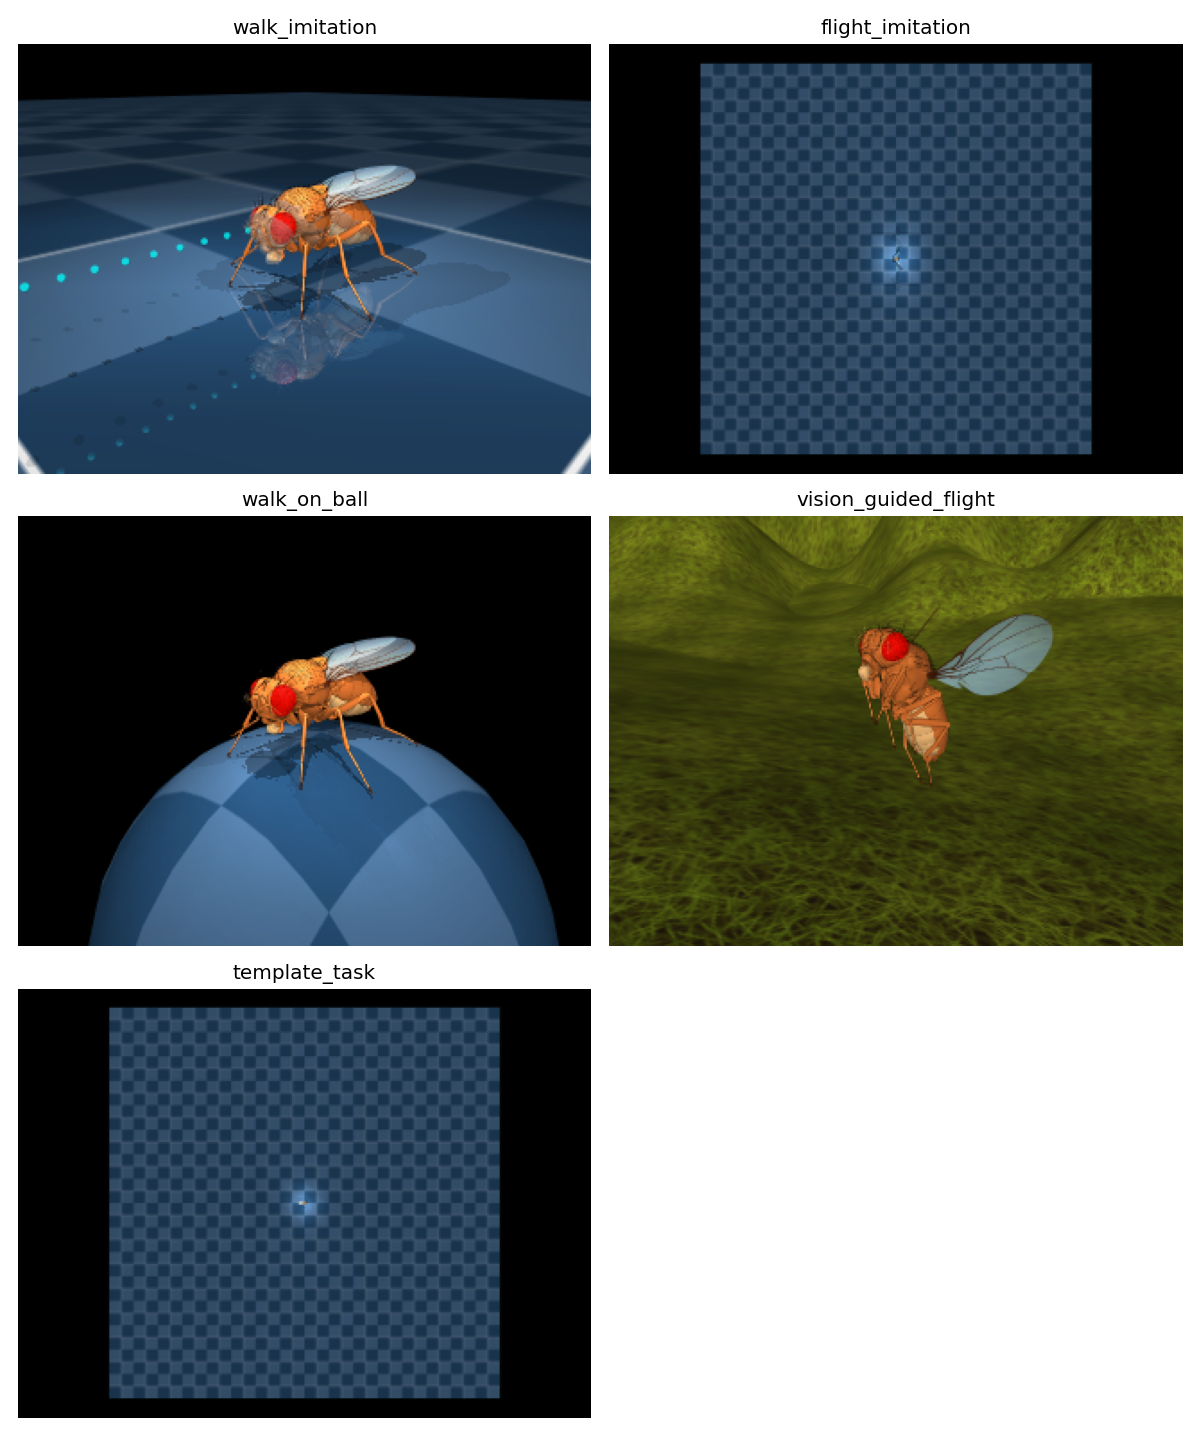 walk_imitation
flight_imitation
walk_on_ball
vision_guided_flight
template_task